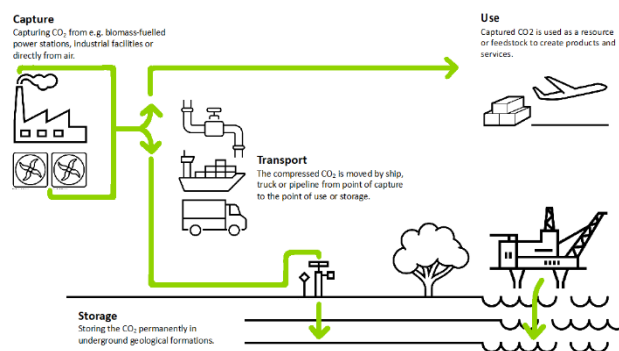 Capture
Capturing CO₂ from e.g. biomass-fuelled
power stations, industrial facilities or
directly from air.
Use
Captured CO2 is used as a resource
or feedstock to create products and
services.
Transport
The compressed CO₂ is moved by ship,
truck or pipeline from point of capture
to the point of use or storage.
Storage
Storing the CO₂ permanently in
underground geological formations.